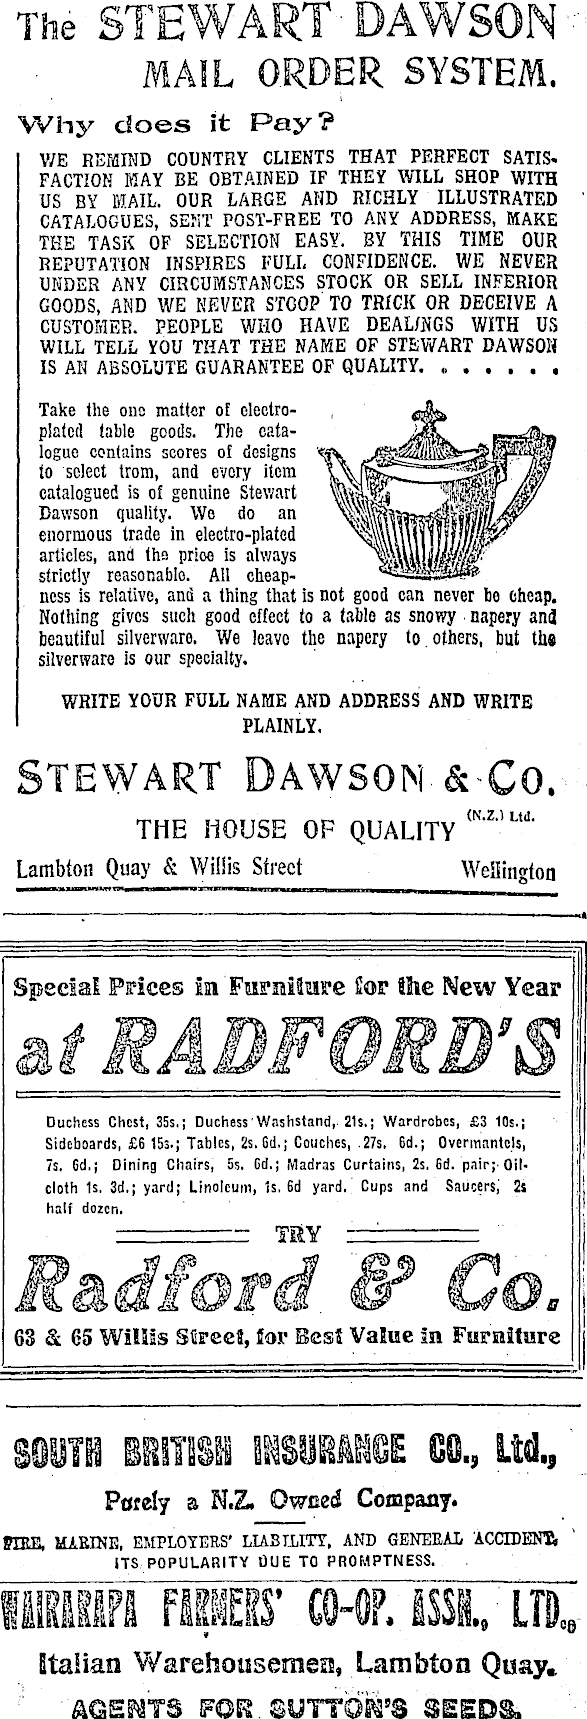 The STEWART DAWSON
MAIL ORDER SYSTEM.
Why does it Pay?
WE REMIND COUNTRY CLIENTS THAT PERFECT SATIS-
FACTION MAY BE OBTAINED IF THEY WILL SHOP WITH
US BY MAIL. OUR LARGE AND RICHLY ILLUSTRATED
CATALOGUES, SENT POST-FREE TO ANY ADDRESS, MAKE
THE TASK OF SELECTION EASY. BY THIS TIME OUR
REPUTATION INSPIRES FULL CONFIDENCE. WE NEVER
UNDER ANY CIRCUMSTANCES STOCK OR SELL INFERIOR
GOODS, AND WE NEVER STOOP TO TRICK OR DECEIVE A
CUSTOMER. PEOPLE WHO HAVE DEALINGS WITH US
WILL TELL YOU THAT THE NAME OF STEWART DAWSON
IS AN ABSOLUTE GUARANTEE OF QUALITY. . . . . . .
Take the one matter of electro-
plated table goods. The cata-
logue contains scores of designs
to select trom, and every item
catalogued is of genuine Stewart
Dawson quality. We do an
enormous trade in electro-plated
articles, and the price is always
strictly reasonable. All cheap-
ness is relative, and a thing that is not good can never be cheap.
Nothing gives such good effect to a table as snowy napery and
beautiful silverware. We leave the napery to others, but the
silverware is our specialty.
WRITE YOUR FULL NAME AND ADDRESS AND WRITE
PLAINLY.
STEWART DAWSON & CO.
(N.Z.) Ltd.
THE HOUSE OF QUALITY
Lambton Quay & Willis Street Wellington
Special Prices in Furniture for the New Year
at RADFORD'S
Duchess Chest, 35s.; Duchess Washstand, 21s.; Wardrobes, £3 10s.;
Sideboards, £6 15s.; Tables, 2s. 6d.; Couches, 27s. 6d.; Overmantels,
7s. 6d.; Dining Chairs, 5s. 6d.; Madras Curtains, 2s. 6d. pair; Oil-
cloth 1s. 3d.; yard; Linoleum, 1s. 6d yard. Cups and Saucers, 2s
half dozen.
TRY
Radford & Co.
63 & 65 Willis Street, for Best Value in Furniture
SOUTH BRITISH INSURANCE CO., Ltd.,
Purely a N.Z. Owned Company.
FIRE, MARINE, EMPLOYERS' LIABILITY, AND GENERAL ACCIDENT,
ITS POPULARITY DUE TO PROMPTNESS.
WAIRARAPA FARMERS' CO-OP. ASSN., LTD.,
Italian Warehousemen, Lambton Quay.
AGENTS FOR SUTTON'S SEEDS.